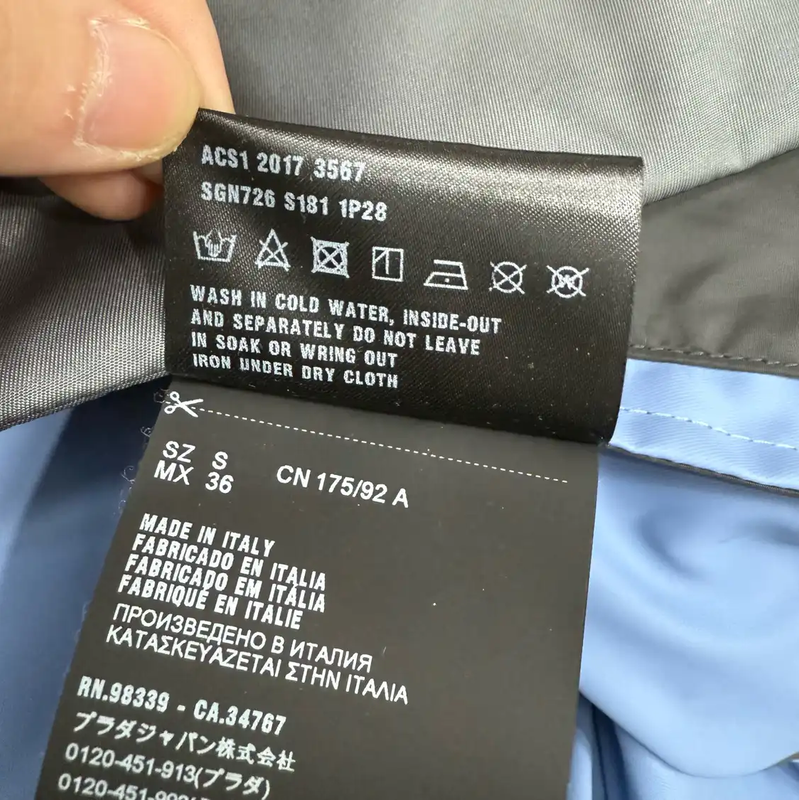 ACS1 2017 3567
SGN726 S181 1P28
WASH IN COLD WATER, INSIDE-OUT
AND SEPARATELY DO NOT LEAVE
IN SOAK OR WRING OUT
IRON UNDER DRY CLOTH
SZ S
MX 36
CN 175/92 A
MADE IN ITALY
FABRICADO EN ITALIA
FABRICADO EM ITÁLIA
FABRIQUÉ EN ITALIE
ПРОИЗВЕДЕНО В ИТАЛИЯ
ΚΑΤΑΣΚΕΥΑΖΕΤΑΙ ΣΤΗΝ ΙΤΑΛΙΑ
RN.98339 - CA.34767
プラダジャパン株式会社
0120-451-913(プラダ)
0120-451-